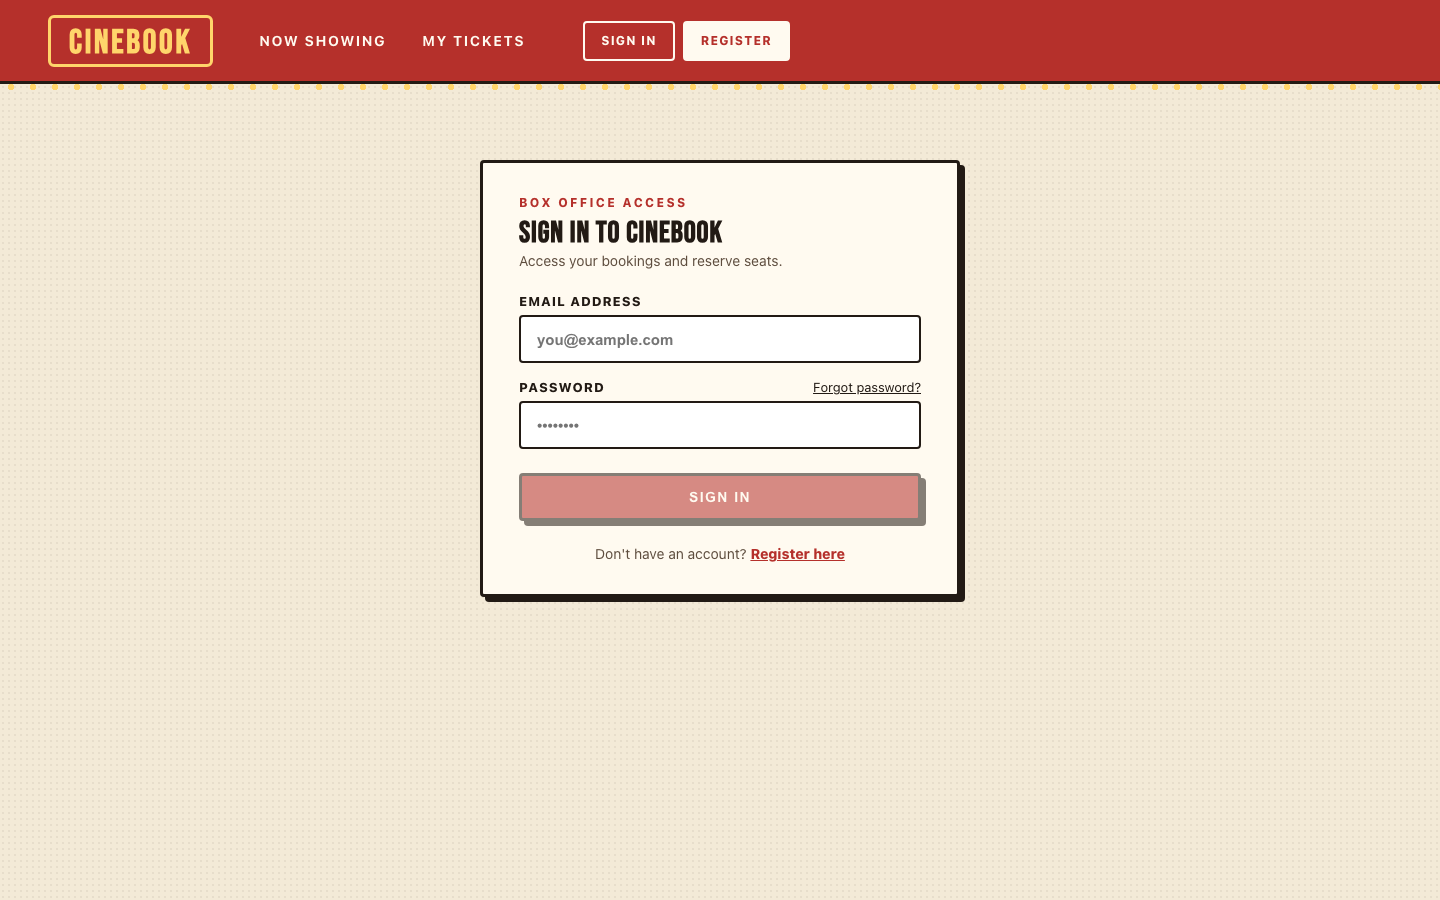 CINEBOOK
NOW SHOWING
MY TICKETS
SIGN IN
REGISTER
BOX OFFICE ACCESS
SIGN IN TO CINEBOOK
Access your bookings and reserve seats.
EMAIL ADDRESS
you@example.com
PASSWORD
Forgot password?
••••••••
SIGN IN
Don't have an account? Register here